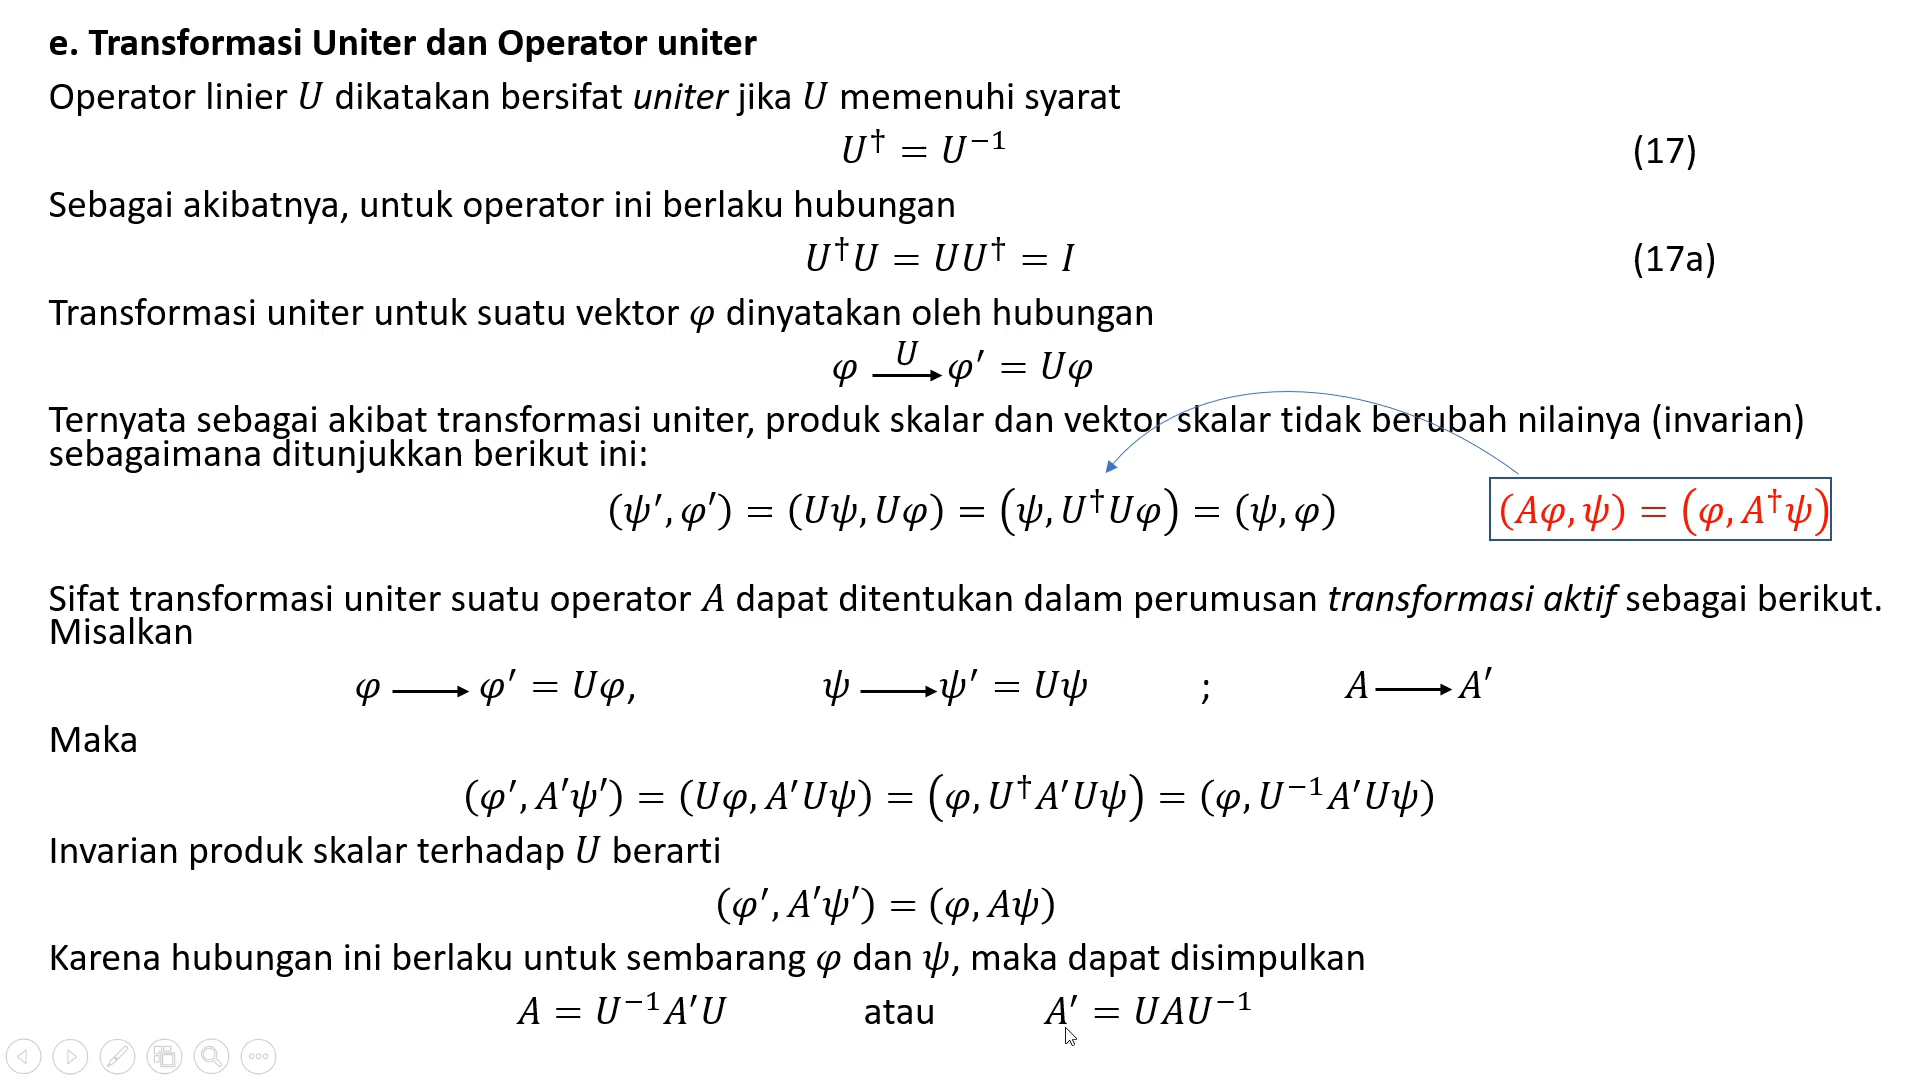 e. Transformasi Uniter dan Operator uniter
Operator linier U dikatakan bersifat uniter jika U memenuhi syarat
U† = U⁻¹ (17)
Sebagai akibatnya, untuk operator ini berlaku hubungan
U†U = UU† = I (17a)
Transformasi uniter untuk suatu vektor φ dinyatakan oleh hubungan
φ —U→ φ′ = Uφ
Ternyata sebagai akibat transformasi uniter, produk skalar dan vektor skalar tidak berubah nilainya (invarian)
sebagaimana ditunjukkan berikut ini:
(ψ′, φ′) = (Uψ, Uφ) = (ψ, U†Uφ) = (ψ, φ) (Aφ, ψ) = (φ, A†ψ)
Sifat transformasi uniter suatu operator A dapat ditentukan dalam perumusan transformasi aktif sebagai berikut.
Misalkan
φ ⟶ φ′ = Uφ, ψ ⟶ ψ′ = Uψ ; A ⟶ A′
Maka
(φ′, A′ψ′) = (Uφ, A′Uψ) = (φ, U†A′Uψ) = (φ, U⁻¹A′Uψ)
Invarian produk skalar terhadap U berarti
(φ′, A′ψ′) = (φ, Aψ)
Karena hubungan ini berlaku untuk sembarang φ dan ψ, maka dapat disimpulkan
A = U⁻¹A′U atau A′ = UAU⁻¹